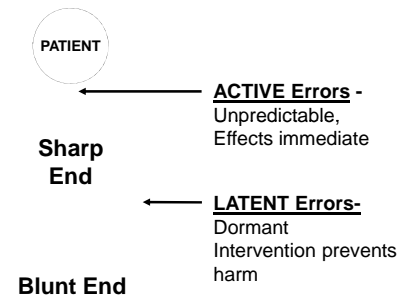 PATIENT
ACTIVE Errors -
Unpredictable,
Effects immediate
Sharp
End
LATENT Errors-
Dormant
Intervention prevents
harm
Blunt End